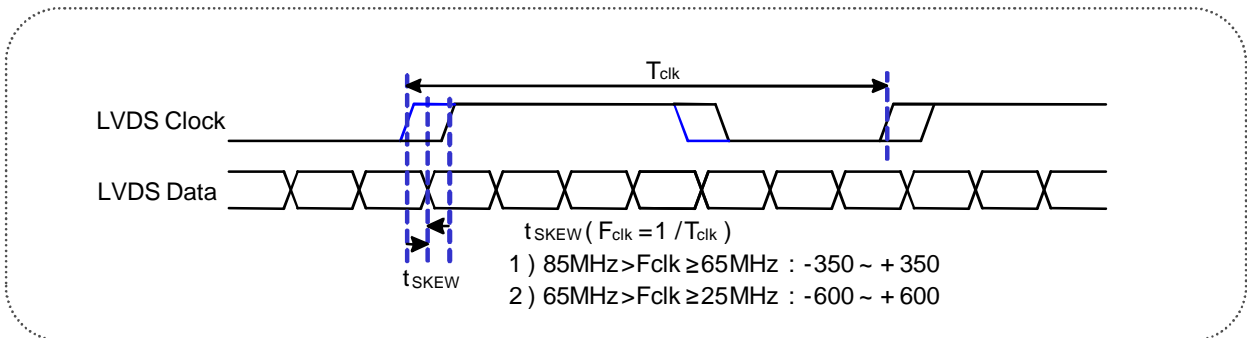 Tclk
LVDS Clock
LVDS Data
tSKEW ( Fclk = 1 / Tclk )
1 ) 85MHz > Fclk ≥ 65MHz : -350 ~ + 350
tSKEW
2 ) 65MHz > Fclk ≥ 25MHz : -600 ~ + 600